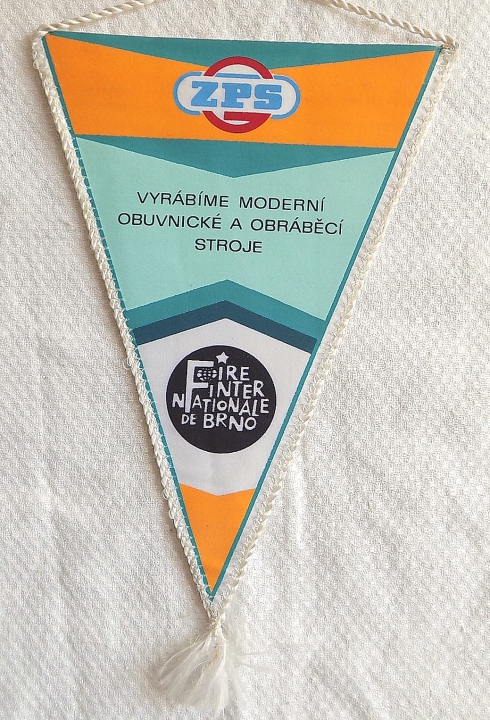 ZPS
VYRÁBÍME MODERNÍ
OBUVNICKÉ A OBRÁBĚCÍ
STROJE
FOIRE
INTER
NATIONALE
DE BRNO